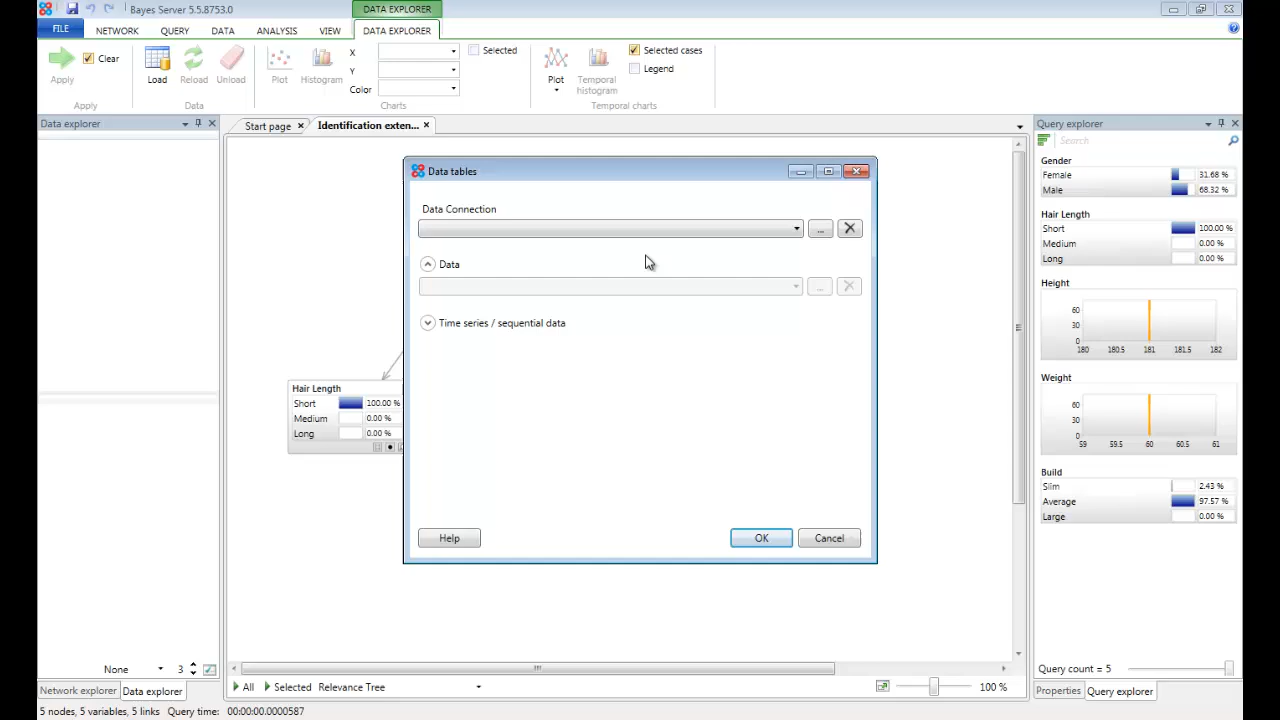 Bayes Server 5.5.8753.0
DATA EXPLORER
FILE
NETWORK
QUERY
DATA
ANALYSIS
VIEW
DATA EXPLORER
Apply
Clear
Apply
Load
Reload
Unload
Data
Plot
Histogram
X
Y
Color
Selected
Charts
Plot
Temporal
histogram
Selected cases
Legend
Temporal charts
Data explorer
Start page
Identification exten...
Query explorer
Search
Data tables
Data Connection
...
Data
...
Time series / sequential data
Help
OK
Cancel
Hair Length
Short 100.00 %
Medium 0.00 %
Long 0.00 %
Gender
Female 31.68 %
Male 68.32 %
Hair Length
Short 100.00 %
Medium 0.00 %
Long 0.00 %
Height
60
30
0
180 180.5 181 181.5 182
Weight
60
30
0
59 59.5 60 60.5 61
Build
Slim 2.43 %
Average 97.57 %
Large 0.00 %
None 3
Query count = 5
Network explorer
Data explorer
All
Selected
Relevance Tree
100 %
Properties
Query explorer
5 nodes, 5 variables, 5 links Query time: 00:00:00.0000587